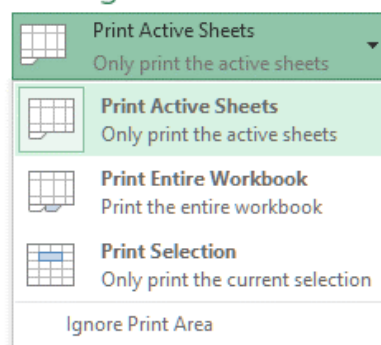 Print Active Sheets
Only print the active sheets
Print Active Sheets
Only print the active sheets
Print Entire Workbook
Print the entire workbook
Print Selection
Only print the current selection
Ignore Print Area